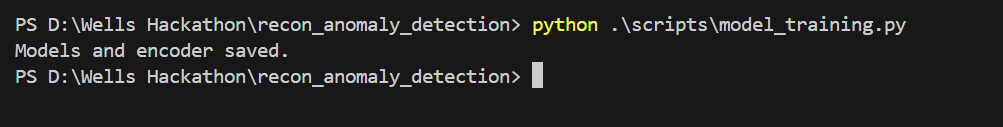 PS D:\Wells Hackathon\recon_anomaly_detection> python .\scripts\model_training.py
Models and encoder saved.
PS D:\Wells Hackathon\recon_anomaly_detection>